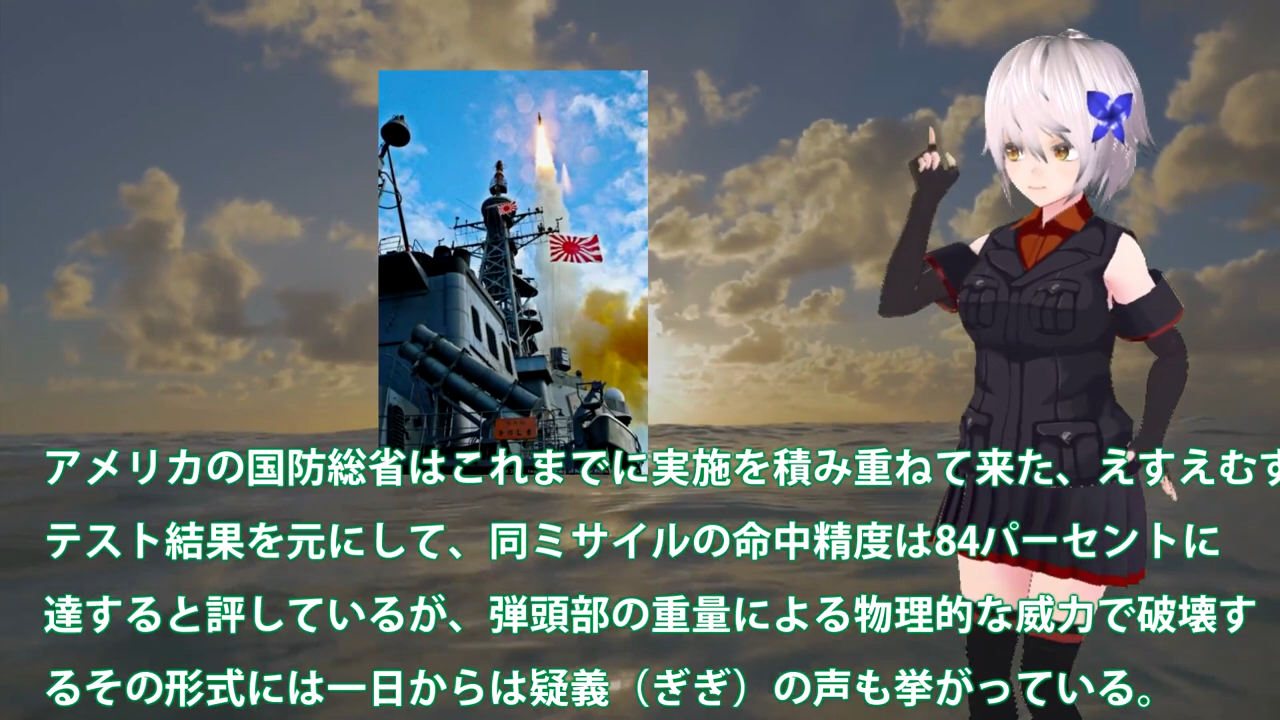 アメリカの国防総省はこれまでに実施を積み重ねて来た、えすえむす
テスト結果を元にして、同ミサイルの命中精度は84パーセントに
達すると評しているが、弾頭部の重量による物理的な威力で破壊す
るその形式には一日からは疑義（ぎぎ）の声も挙がっている。